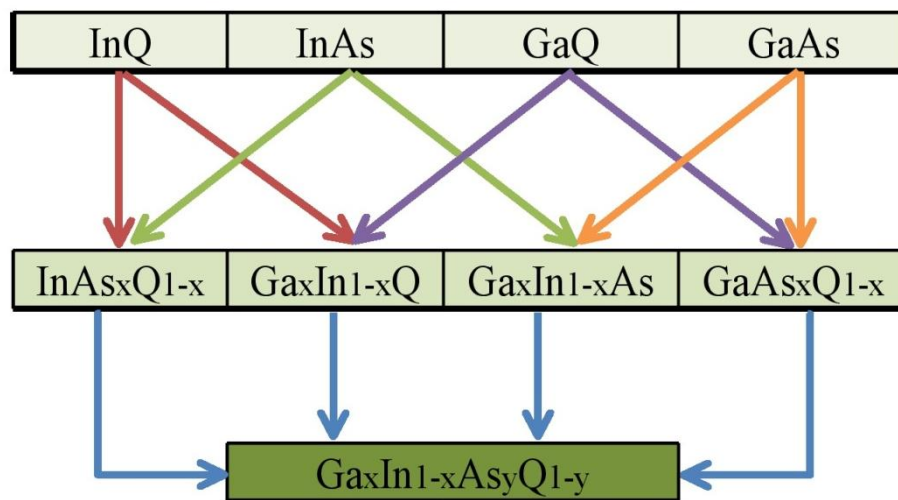 InQ InAs GaQ GaAs
InAsxQ1-x GaxIn1-xQ GaxIn1-xAs GaAsxQ1-x
GaxIn1-xAsyQ1-y